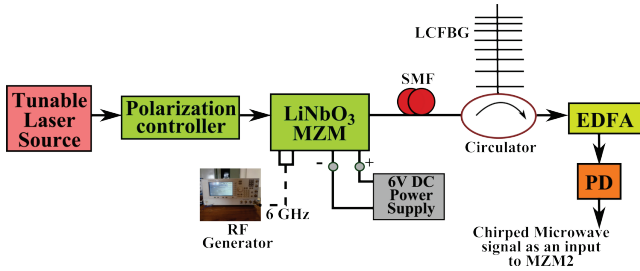 LCFBG
SMF
Tunable
Laser
Source
Polarization
controller
LiNbO3
MZM
Circulator
EDFA
PD
- +
6V DC
Power
Supply
6 GHz
RF
Generator
Chirped Microwave
signal as an input
to MZM2